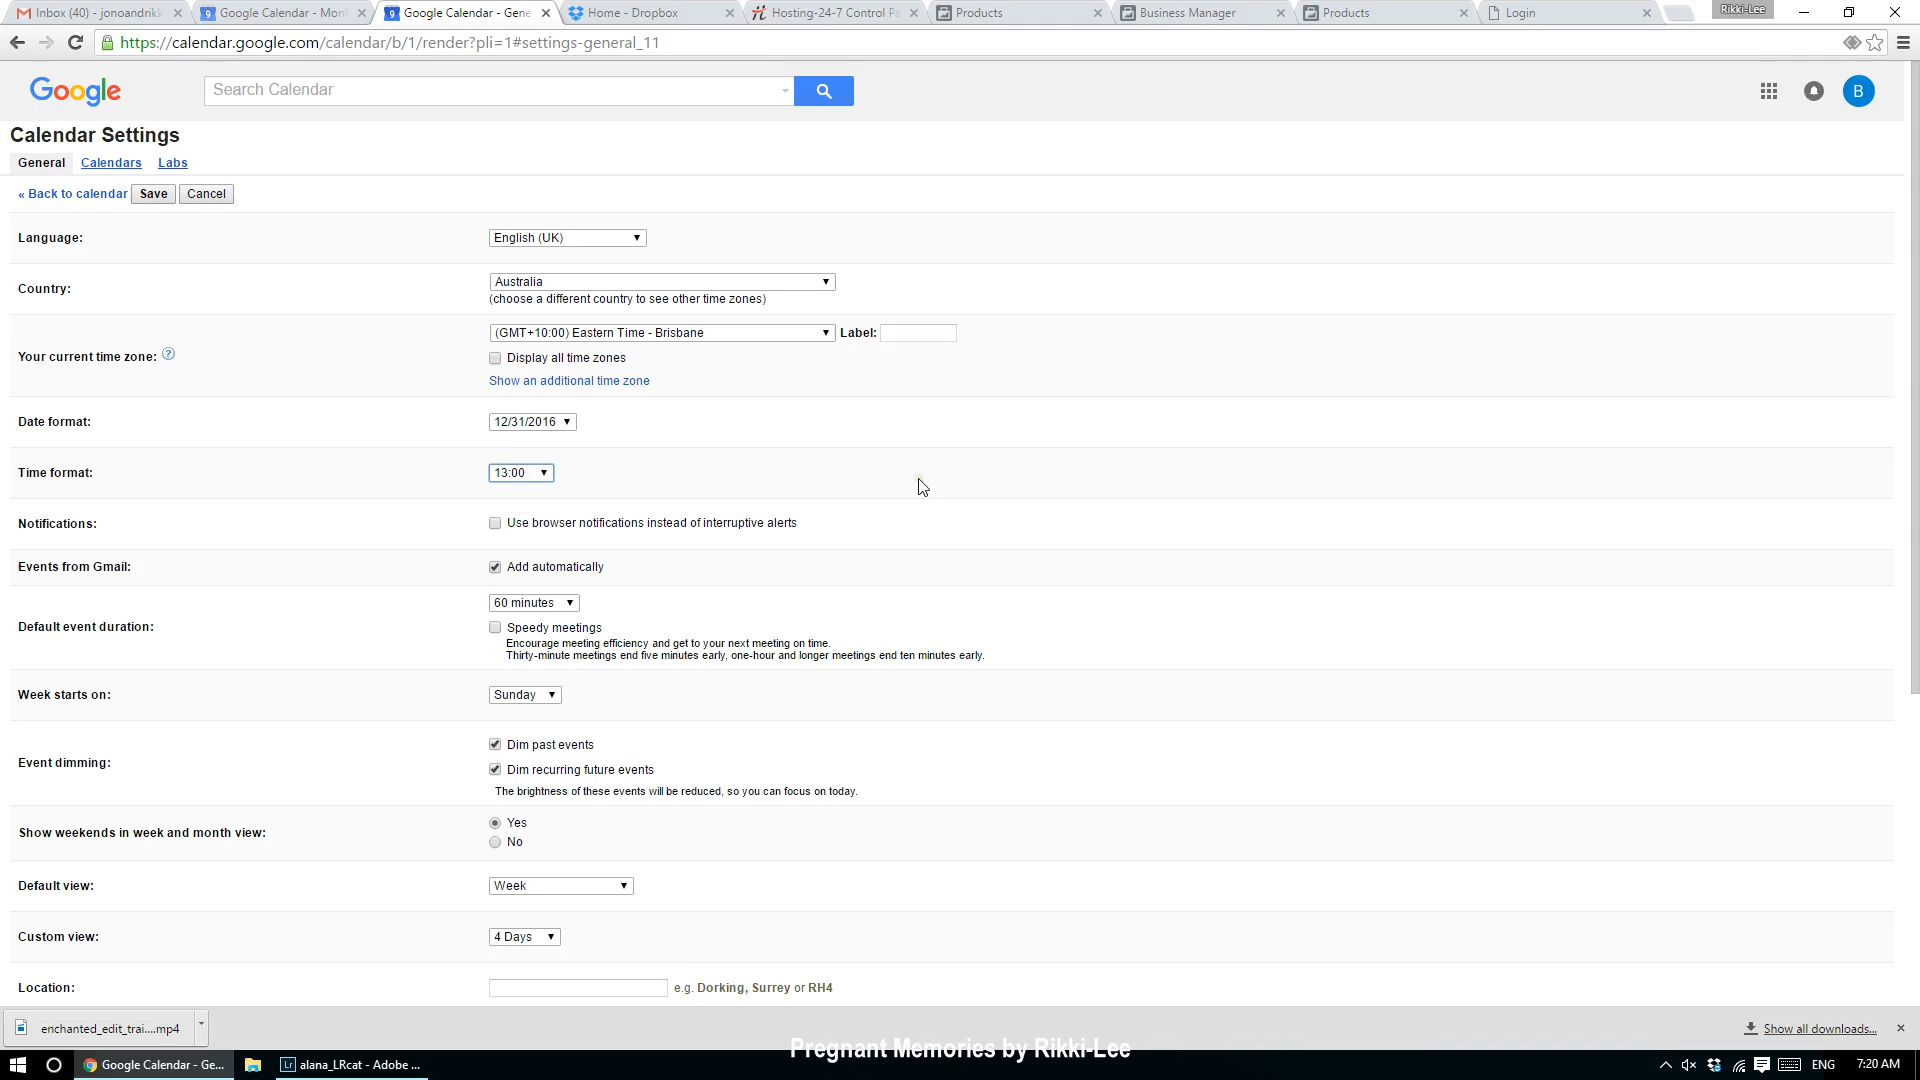 Inbox (40) - jonoandrikk
Google Calendar - Mont
Google Calendar - Gene
Home - Dropbox
Hosting-24-7 Control Pa
Products
Business Manager
Products
Login
Rikki-Lee
https://calendar.google.com/calendar/b/1/render?pli=1#settings-general_11
Google
Search Calendar
B
Calendar Settings
General Calendars Labs
« Back to calendar Save Cancel
Language: English (UK)
Country: Australia
(choose a different country to see other time zones)
(GMT+10:00) Eastern Time - Brisbane Label:
Your current time zone: ?
Display all time zones
Show an additional time zone
Date format: 12/31/2016
Time format: 13:00
Notifications: Use browser notifications instead of interruptive alerts
Events from Gmail: Add automatically
60 minutes
Default event duration: Speedy meetings
Encourage meeting efficiency and get to your next meeting on time.
Thirty-minute meetings end five minutes early, one-hour and longer meetings end ten minutes early.
Week starts on: Sunday
Dim past events
Event dimming:
Dim recurring future events
The brightness of these events will be reduced, so you can focus on today.
Yes
Show weekends in week and month view:
No
Default view: Week
Custom view: 4 Days
Location: e.g. Dorking, Surrey or RH4
enchanted_edit_trai....mp4
Show all downloads...
Pregnant Memories by Rikki-Lee
Google Calendar - Ge...
Lr alana_LRcat - Adobe ...
ENG 7:20 AM